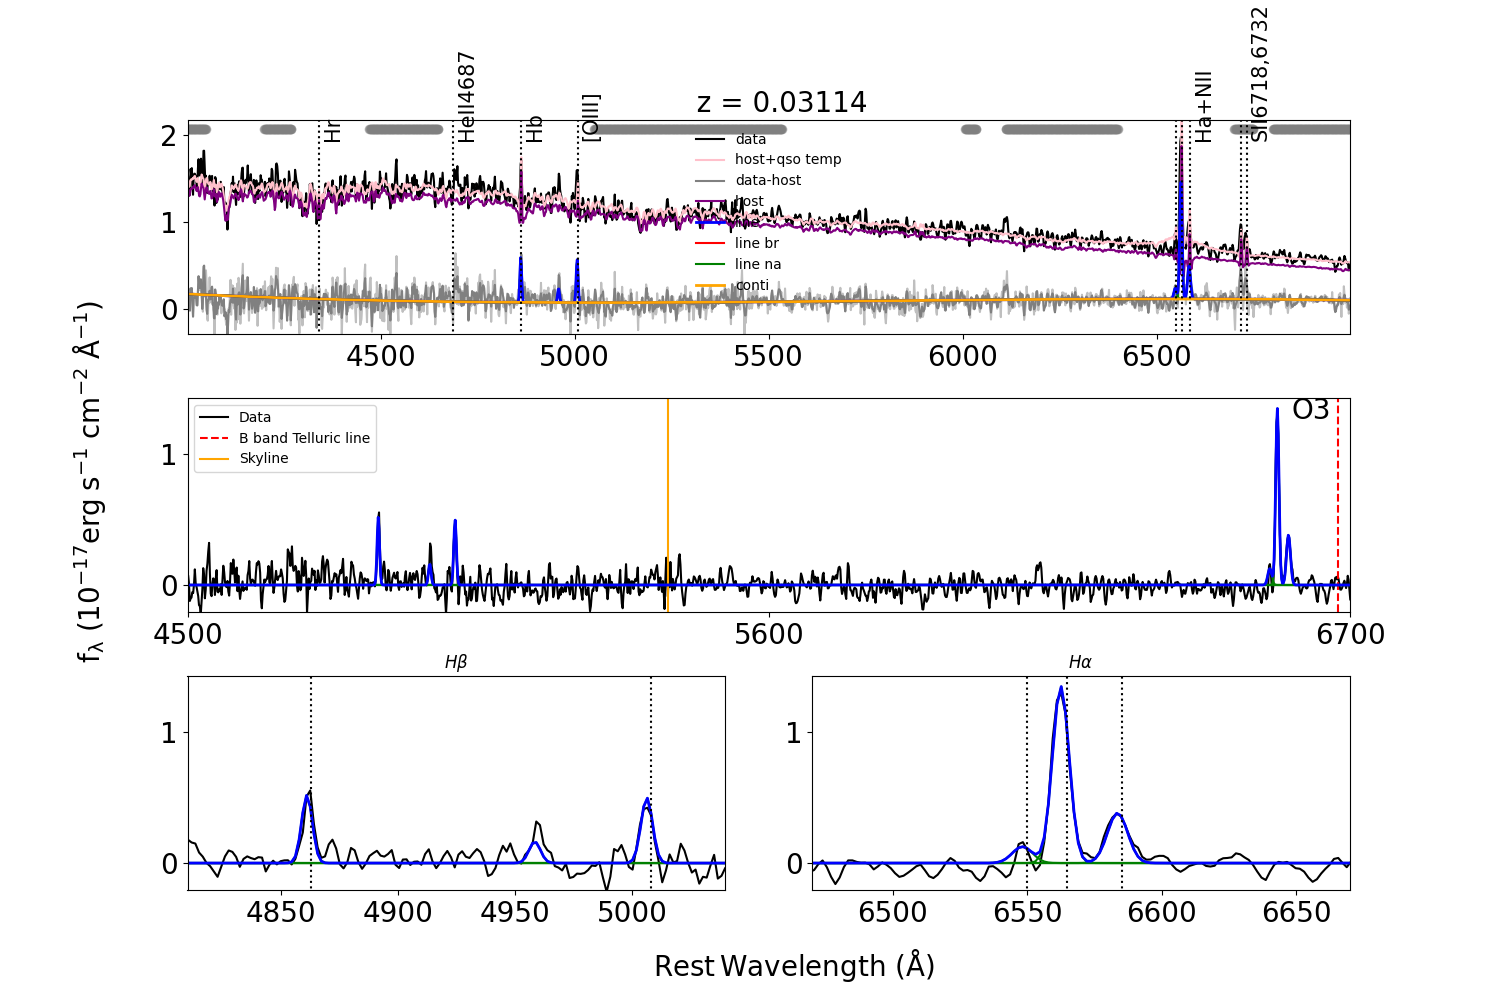 z = 0.03114
Hr
HeII4687
Hb
[OIII]
Ha+NII
SII6718,6732
data
host+qso temp
data-host
host
line
line br
line na
conti
2
1
0
4500 5000 5500 6000 6500
Data
B band Telluric line
Skyline
O3
1
0
4500 5600 6700
Hβ
1
0
4850 4900 4950 5000
Hα
1
0
6500 6550 6600 6650
fλ (10⁻¹⁷erg s⁻¹ cm⁻² Å⁻¹)
Rest Wavelength (Å)